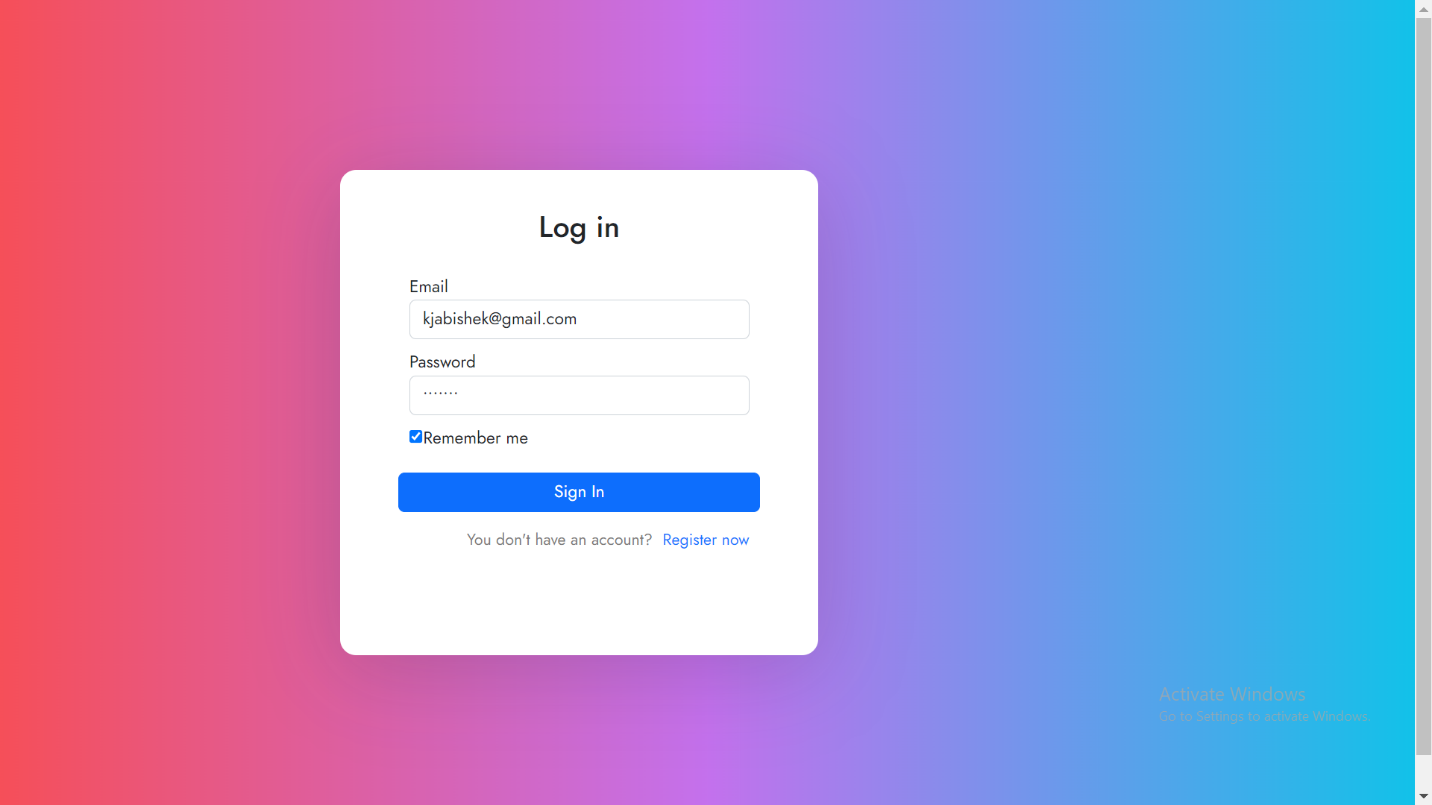 Log in
Email
kjabishek@gmail.com
Password
·······
Remember me
Sign In
You don't have an account? Register now
Activate Windows
Go to Settings to activate Windows.